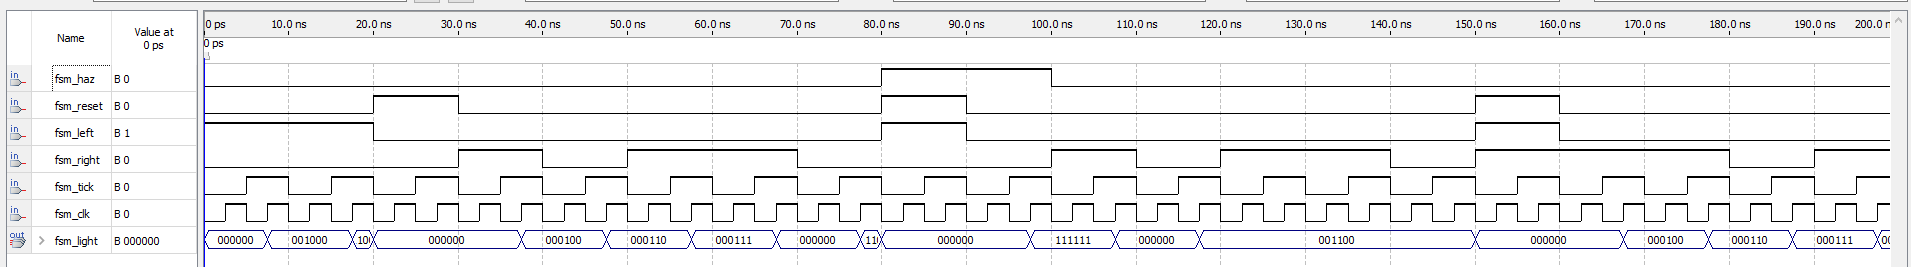 0 ps 10.0 ns 20.0 ns 30.0 ns 40.0 ns 50.0 ns 60.0 ns 70.0 ns 80.0 ns 90.0 ns 100.0 ns 110.0 ns 120.0 ns 130.0 ns 140.0 ns 150.0 ns 160.0 ns 170.0 ns 180.0 ns 190.0 ns 200.0 n
Name Value at
0 ps
0 ps
in fsm_haz B 0
in fsm_reset B 0
in fsm_left B 1
in fsm_right B 0
in fsm_tick B 0
in fsm_clk B 0
out > fsm_light B 000000 000000 001000 10 000000 000100 000110 000111 000000 11 000000 111111 000000 001100 000000 000100 000110 000111 00